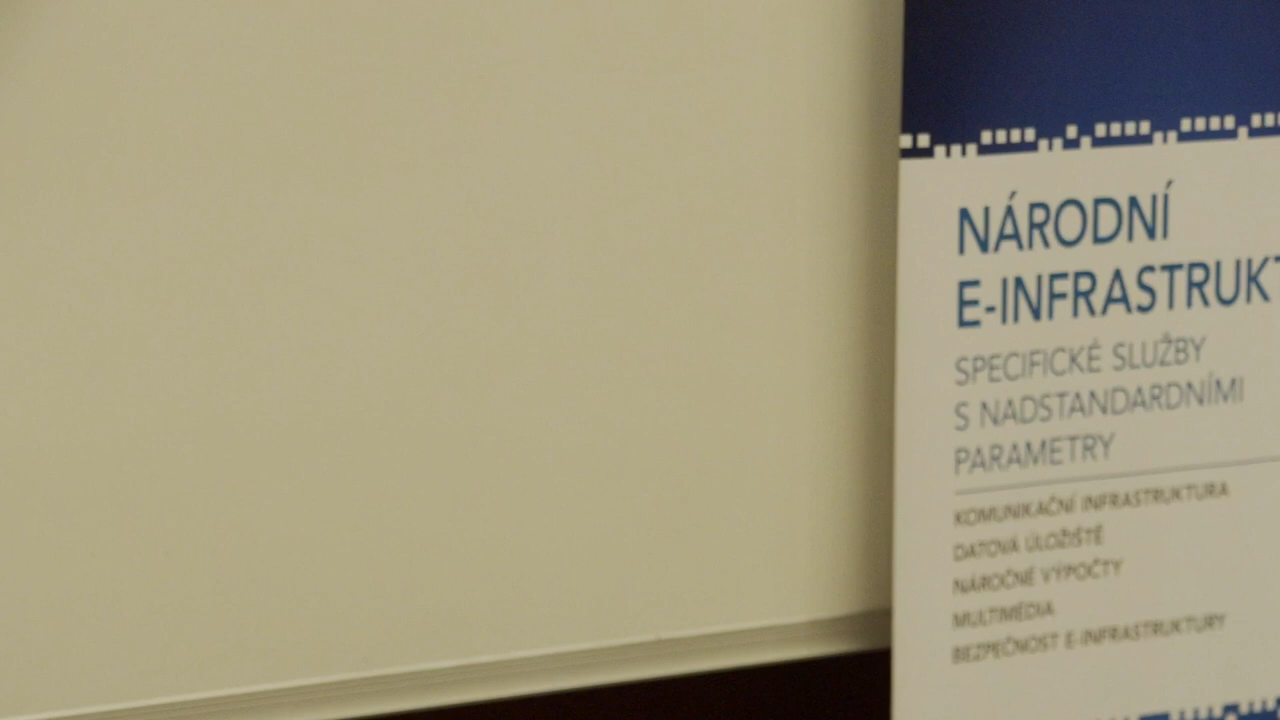 NÁRODNÍ
E-INFRASTRUKT
SPECIFICKÉ SLUŽBY
S NADSTANDARDNÍMI
PARAMETRY
KOMUNIKAČNÍ INFRASTRUKTURA
DATOVÁ ÚLOŽIŠTĚ
NÁROČNÉ VÝPOČTY
MULTIMÉDIA
BEZPEČNOST E-INFRASTRUKTURY